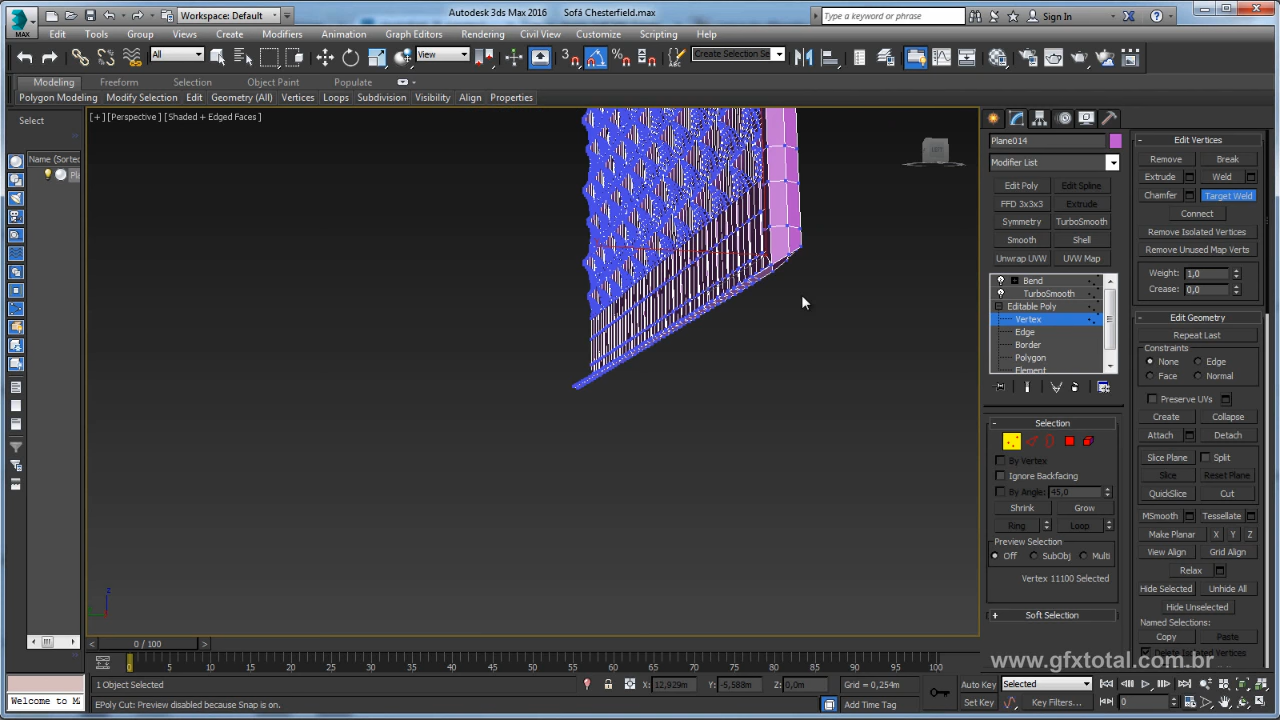 Workspace: Default
Autodesk 3ds Max 2016
Sofá Chesterfield.max
Type a keyword or phrase
Sign In
MAX
Edit Tools Group Views Create Modifiers Animation Graph Editors Rendering Civil View Customize Scripting Help
All
View
3
Create Selection Se
Modeling Freeform Selection Object Paint Populate
Polygon Modeling Modify Selection Edit Geometry (All) Vertices Loops Subdivision Visibility Align Properties
Select
[ + ] [Perspective ] [Shaded + Edged Faces ]
Name (Sorted
Plane014
Modifier List
Edit Poly Edit Spline
FFD 3x3x3 Extrude
Symmetry TurboSmooth
Smooth Shell
Unwrap UVW UVW Map
Bend
TurboSmooth
Editable Poly
Vertex
Edge
Border
Polygon
Element
Selection
By Vertex
Ignore Backfacing
By Angle: 45,0
Shrink Grow
Ring Loop
Preview Selection
Off SubObj Multi
Vertex 11100 Selected
Soft Selection
Edit Vertices
Remove Break
Extrude Weld
Chamfer Target Weld
Connect
Remove Isolated Vertices
Remove Unused Map Verts
Weight: 1,0
Crease: 0,0
Edit Geometry
Repeat Last
Constraints
None Edge
Face Normal
Preserve UVs
Create Collapse
Attach Detach
Slice Plane Split
Slice Reset Plane
QuickSlice Cut
MSmooth Tessellate
Make Planar X Y Z
View Align Grid Align
Relax
Hide Selected Unhide All
Hide Unselected
Named Selections:
Copy Paste
Delete Isolated Vertices
z
0 / 100
0 5 10 15 20 25 30 35 40 45 50 55 60 65 70 75 80 85 90 95 100
www.gfxtotal.com.br
1 Object Selected
X: 12,929m Y: -5,588m Z: 0,0m Grid = 0,254m
Auto Key Selected
Welcome to M
EPoly Cut: Preview disabled because Snap is on.
Add Time Tag
Set Key Key Filters...
0